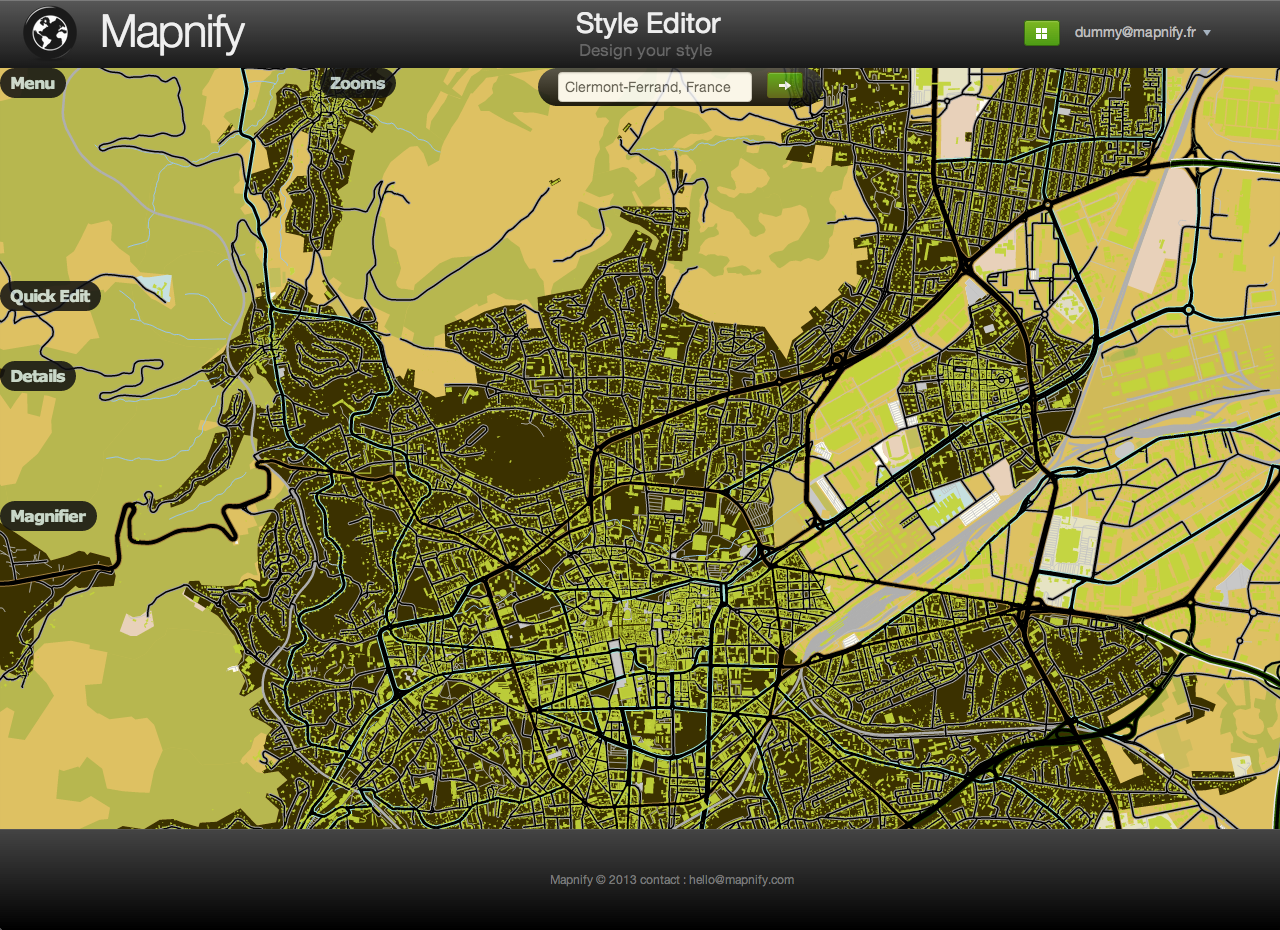 Mapnify
Style Editor
Design your style
dummy@mapnify.fr
Menu
Zooms
Clermont-Ferrand, France
Quick Edit
Details
Magnifier
Mapnify © 2013 contact : hello@mapnify.com